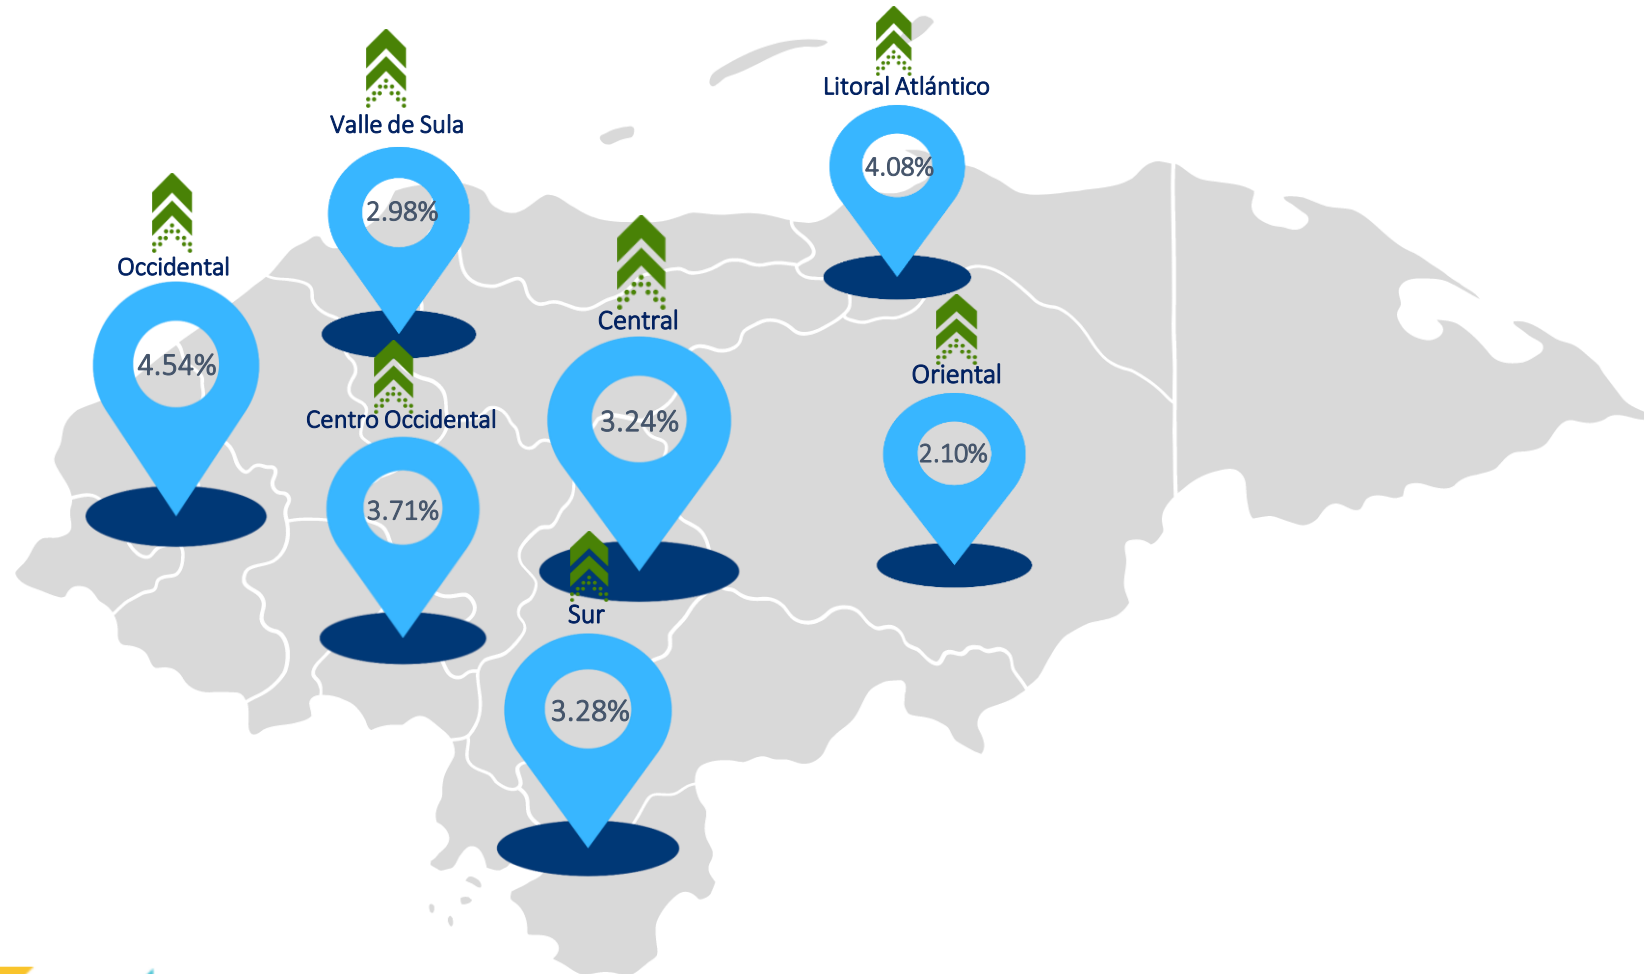 Litoral Atlántico
4.08%
Valle de Sula
2.98%
Occidental
4.54%
Central
3.24%
Oriental
2.10%
Centro Occidental
3.71%
Sur
3.28%